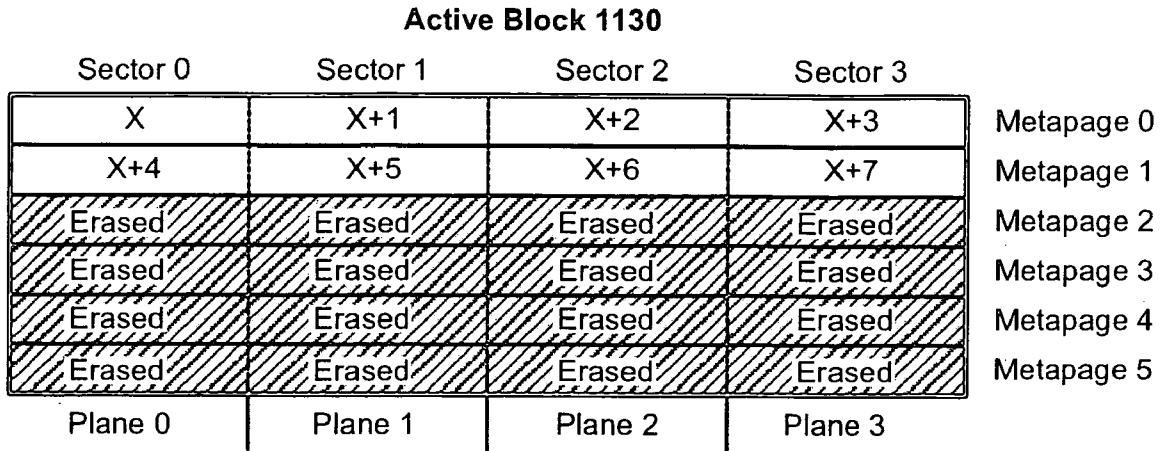 Active Block 1130
Sector 0 Sector 1 Sector 2 Sector 3
X X+1 X+2 X+3 Metapage 0
X+4 X+5 X+6 X+7 Metapage 1
Erased Erased Erased Erased Metapage 2
Erased Erased Erased Erased Metapage 3
Erased Erased Erased Erased Metapage 4
Erased Erased Erased Erased Metapage 5
Plane 0 Plane 1 Plane 2 Plane 3